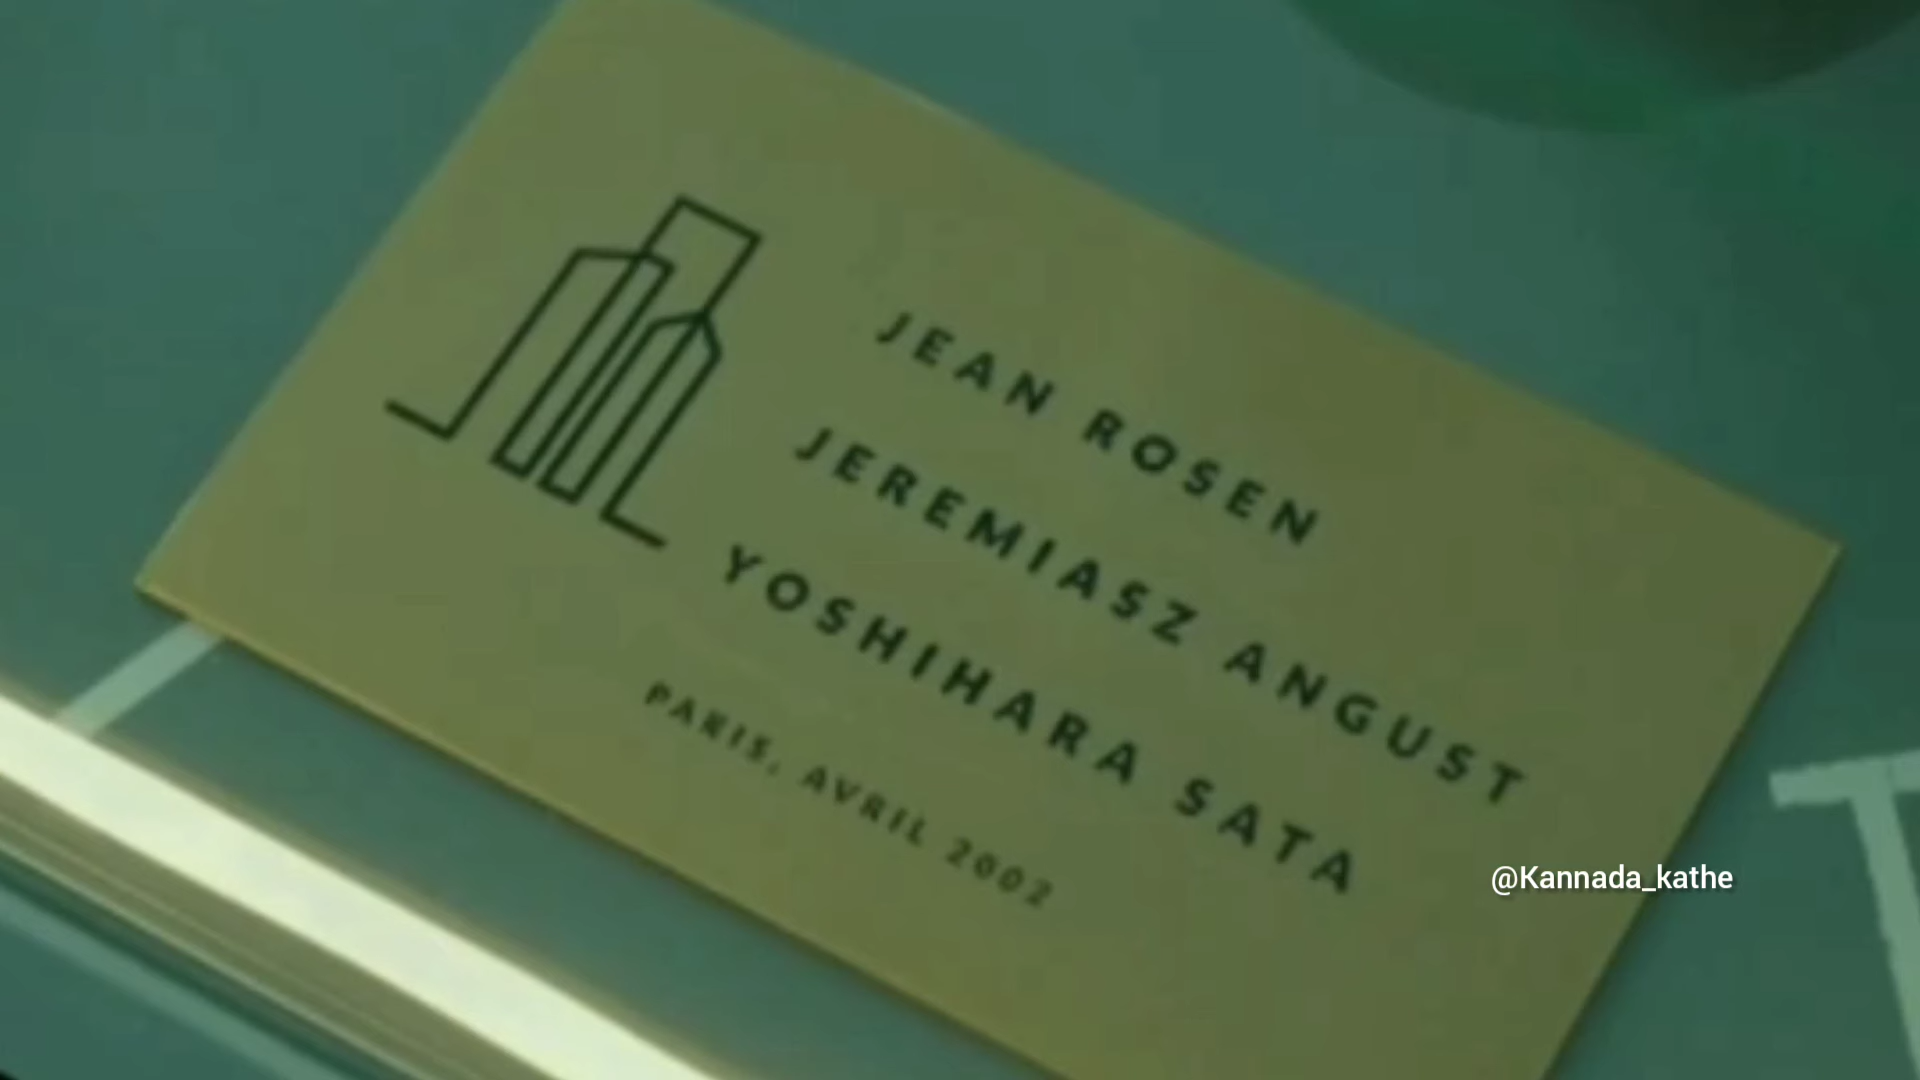 JEAN ROSEN
JEREMIASZ ANGUST
YOSHIHARA SATA
PARIS, AVRIL 2002
@Kannada_kathe